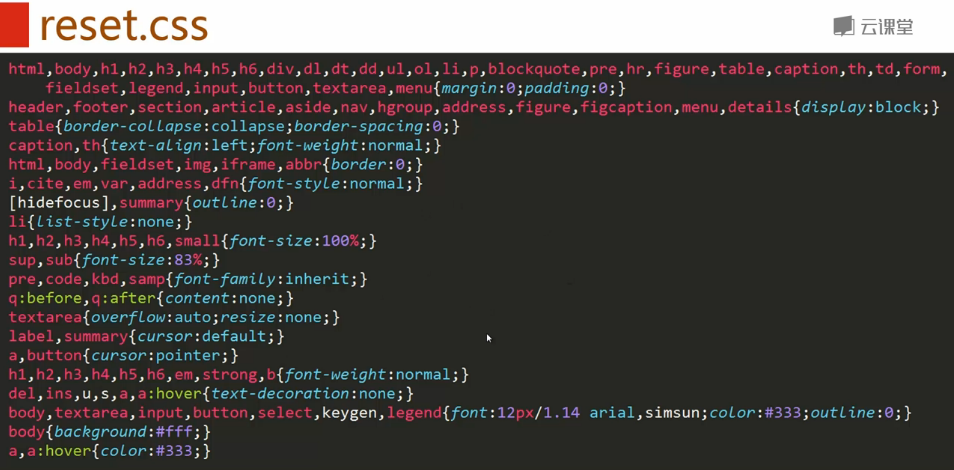 reset.css
云课堂
html,body,h1,h2,h3,h4,h5,h6,div,dl,dt,dd,ul,ol,li,p,blockquote,pre,hr,figure,table,caption,th,td,form,
fieldset,legend,input,button,textarea,menu{margin:0;padding:0;}
header,footer,section,article,aside,nav,hgroup,address,figure,figcaption,menu,details{display:block;}
table{border-collapse:collapse;border-spacing:0;}
caption,th{text-align:left;font-weight:normal;}
html,body,fieldset,img,iframe,abbr{border:0;}
i,cite,em,var,address,dfn{font-style:normal;}
[hidefocus],summary{outline:0;}
li{list-style:none;}
h1,h2,h3,h4,h5,h6,small{font-size:100%;}
sup,sub{font-size:83%;}
pre,code,kbd,samp{font-family:inherit;}
q:before,q:after{content:none;}
textarea{overflow:auto;resize:none;}
label,summary{cursor:default;}
a,button{cursor:pointer;}
h1,h2,h3,h4,h5,h6,em,strong,b{font-weight:normal;}
del,ins,u,s,a,a:hover{text-decoration:none;}
body,textarea,input,button,select,keygen,legend{font:12px/1.14 arial,simsun;color:#333;outline:0;}
body{background:#fff;}
a,a:hover{color:#333;}